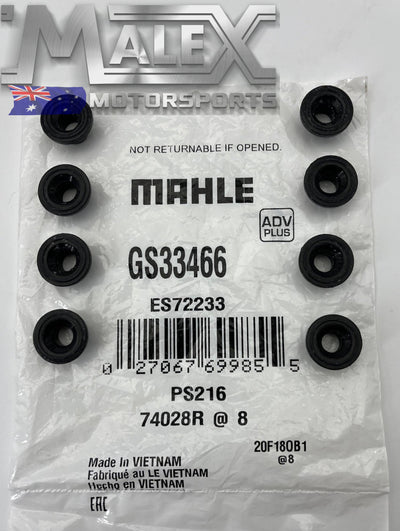 MALEX
MOTORSPORTS
NOT RETURNABLE IF OPENED.
MAHLE
ADV
PLUS
GS33466
ES72233
0 27067 69985 5
PS216
74028R @ 8
20F180B1
@8
Made In VIETNAM
Fabriqué au LE VIETNAM
Hecho en VIETNAM
EAC